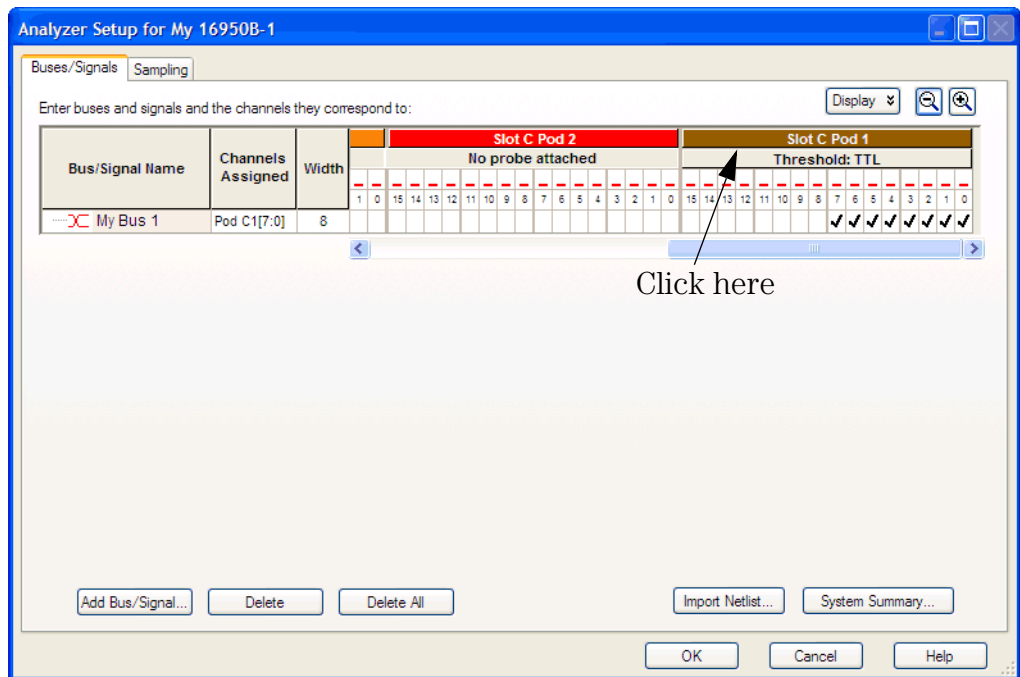 Analyzer Setup for My 16950B-1
Buses/Signals Sampling
Enter buses and signals and the channels they correspond to:
Display
Bus/Signal Name Channels Assigned Width
Slot C Pod 2 Slot C Pod 1
No probe attached Threshold: TTL
1 0 15 14 13 12 11 10 9 8 7 6 5 4 3 2 1 0 15 14 13 12 11 10 9 8 7 6 5 4 3 2 1 0
My Bus 1 Pod C1[7:0] 8
Click here
Add Bus/Signal... Delete Delete All Import Netlist... System Summary...
OK Cancel Help